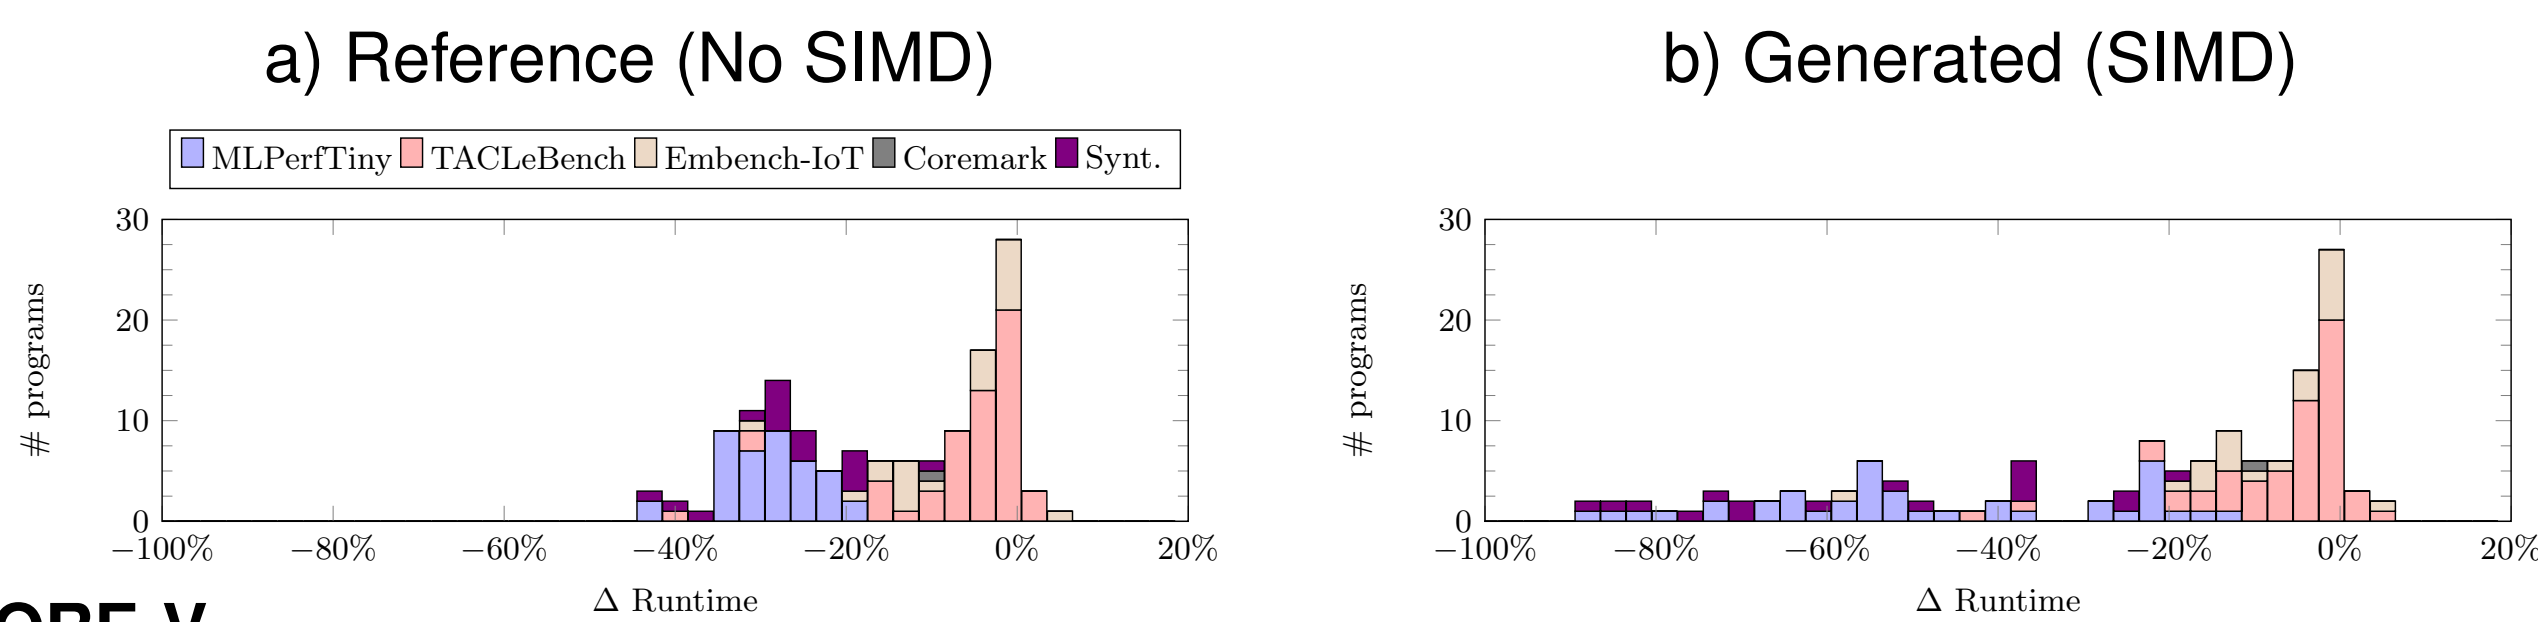 a) Reference (No SIMD)
b) Generated (SIMD)
MLPerfTiny TACLeBench Embench-IoT Coremark Synt.
30
20
10
0
# programs
−100% −80% −60% −40% −20% 0% 20%
Δ Runtime
30
20
10
0
# programs
−100% −80% −60% −40% −20% 0% 20%
Δ Runtime